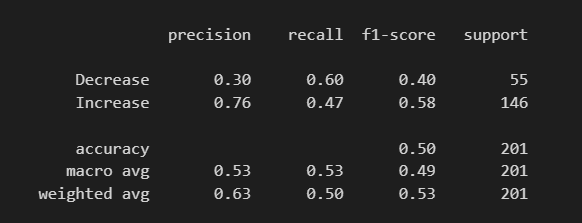 precision recall f1-score support
Decrease 0.30 0.60 0.40 55
Increase 0.76 0.47 0.58 146
accuracy 0.50 201
macro avg 0.53 0.53 0.49 201
weighted avg 0.63 0.50 0.53 201